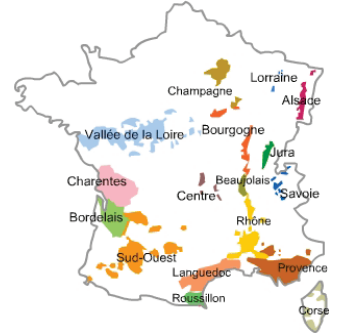 Champagne
Lorraine
Alsace
Vallée de la Loire
Bourgogne
Jura
Charentes
Centre
Beaujolais
Savoie
Bordelais
Rhône
Sud-Ouest
Languedoc
Provence
Roussillon
Corse